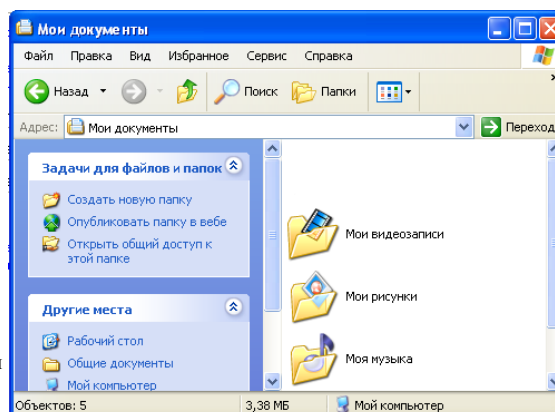 Мои документы
Файл Правка Вид Избранное Сервис Справка
Назад Поиск Папки »
Адрес: Мои документы Переход
Задачи для файлов и папок
Создать новую папку
Опубликовать папку в вебе
Открыть общий доступ к
этой папке
Другие места
Рабочий стол
Общие документы
Мой компьютер
Мои видеозаписи
Мои рисунки
Моя музыка
Объектов: 5 3,38 МБ Мой компьютер